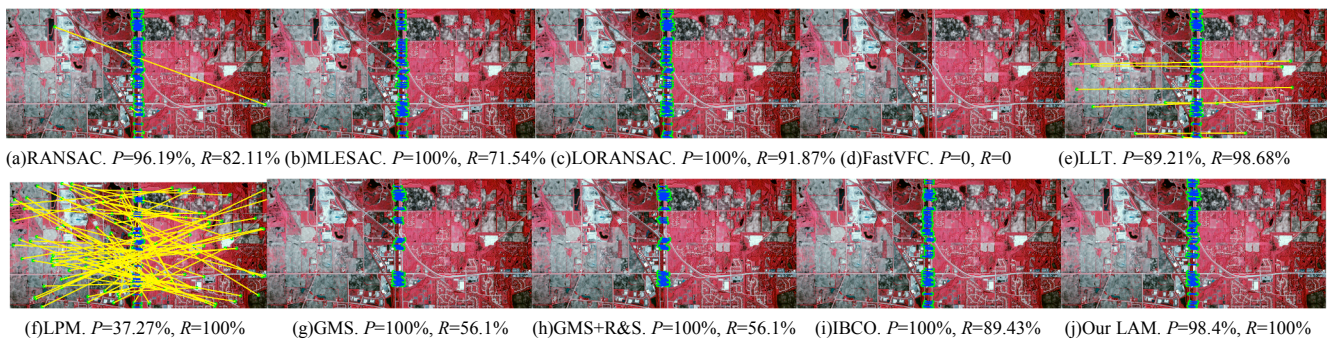 (a)RANSAC. P=96.19%, R=82.11% (b)MLESAC. P=100%, R=71.54% (c)LORANSAC. P=100%, R=91.87% (d)FastVFC. P=0, R=0 (e)LLT. P=89.21%, R=98.68%
(f)LPM. P=37.27%, R=100% (g)GMS. P=100%, R=56.1% (h)GMS+R&S. P=100%, R=56.1% (i)IBCO. P=100%, R=89.43% (j)Our LAM. P=98.4%, R=100%